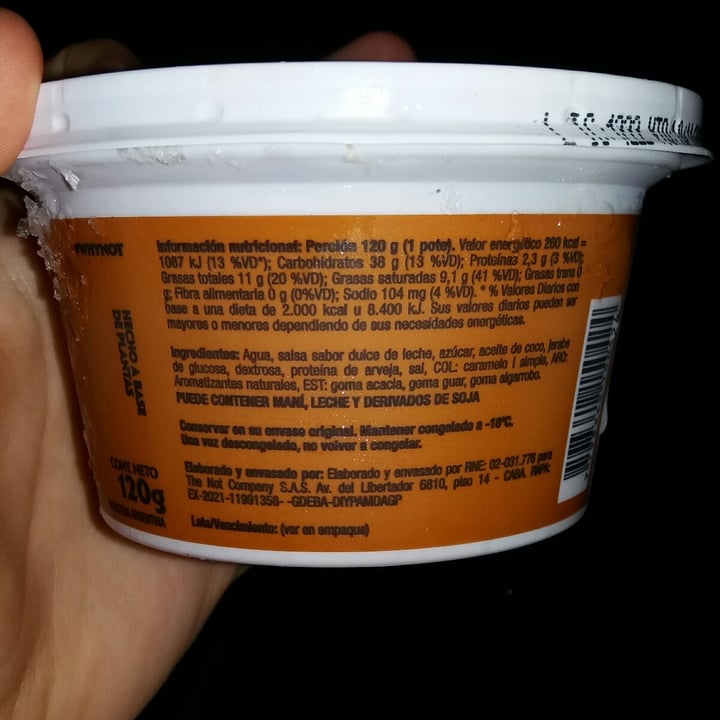 #WHYNOT
HECHO A BASE
DE PLANTAS
CONT. NETO
120g
INDUSTRIA ARGENTINA
Información nutricional: Porción 120 g (1 pote). Valor energético 260 kcal =
1087 kJ (13 %VD*); Carbohidratos 38 g (13 %VD); Proteínas 2,3 g (3 %VD);
Grasas totales 11 g (20 %VD); Grasas saturadas 9,1 g (41 %VD); Grasas trans 0
g; Fibra alimentaria 0 g (0%VD); Sodio 104 mg (4 %VD). * % Valores Diarios con
base a una dieta de 2.000 kcal u 8.400 kJ. Sus valores diarios pueden ser
mayores o menores dependiendo de sus necesidades energéticas.
Ingredientes: Agua, salsa sabor dulce de leche, azúcar, aceite de coco, jarabe
de glucosa, dextrosa, proteína de arveja, sal, COL: caramelo I simple, ARO:
Aromatizantes naturales, EST: goma acacia, goma guar, goma algarrobo.
PUEDE CONTENER MANÍ, LECHE Y DERIVADOS DE SOJA
Conservar en su envase original. Mantener congelado a -18°C.
Una vez descongelado, no volver a congelar.
Elaborado y envasado por: Elaborado y envasado por RNE: 02-031.776 para
The Not Company S.A.S. Av. del Libertador 6810, piso 14 - CABA. RNPA:
EX-2021-11991358- -GDEBA-DIYPAMDAGP
Lote/Vencimiento: (ver en empaque)